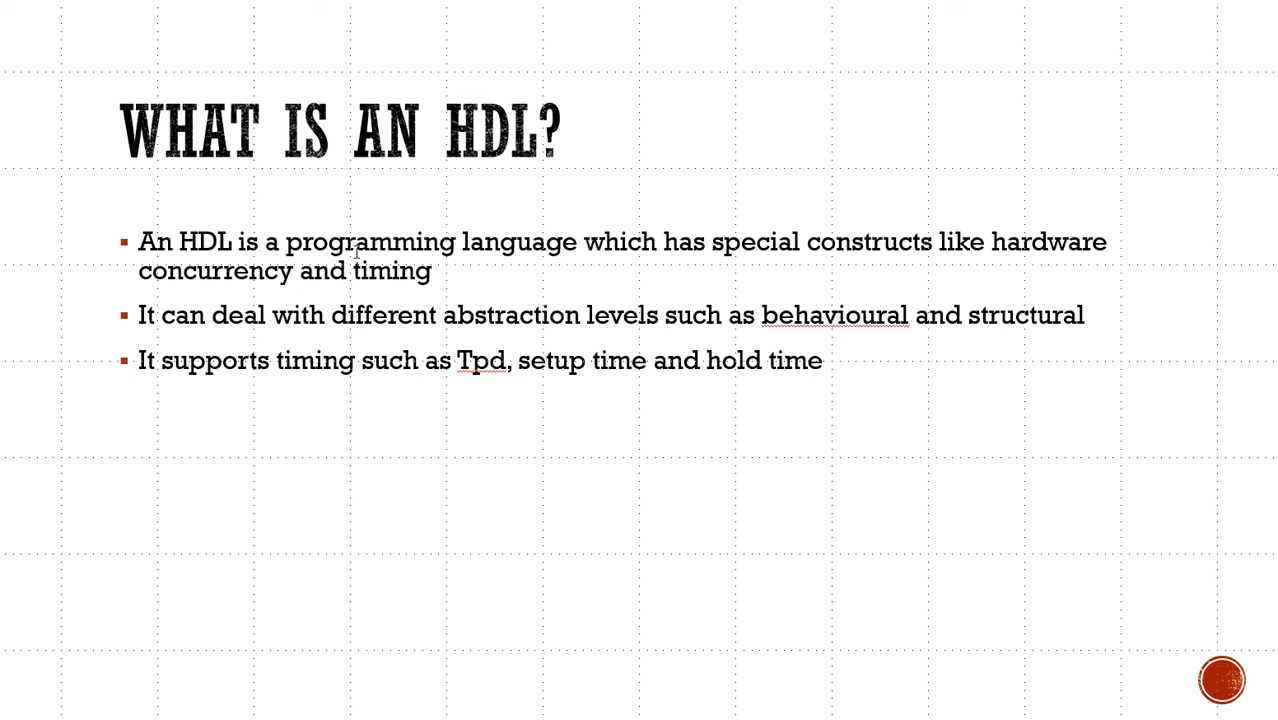 WHAT IS AN HDL?
▪ An HDL is a programming language which has special constructs like hardware
concurrency and timing
▪ It can deal with different abstraction levels such as behavioural and structural
▪ It supports timing such as Tpd, setup time and hold time